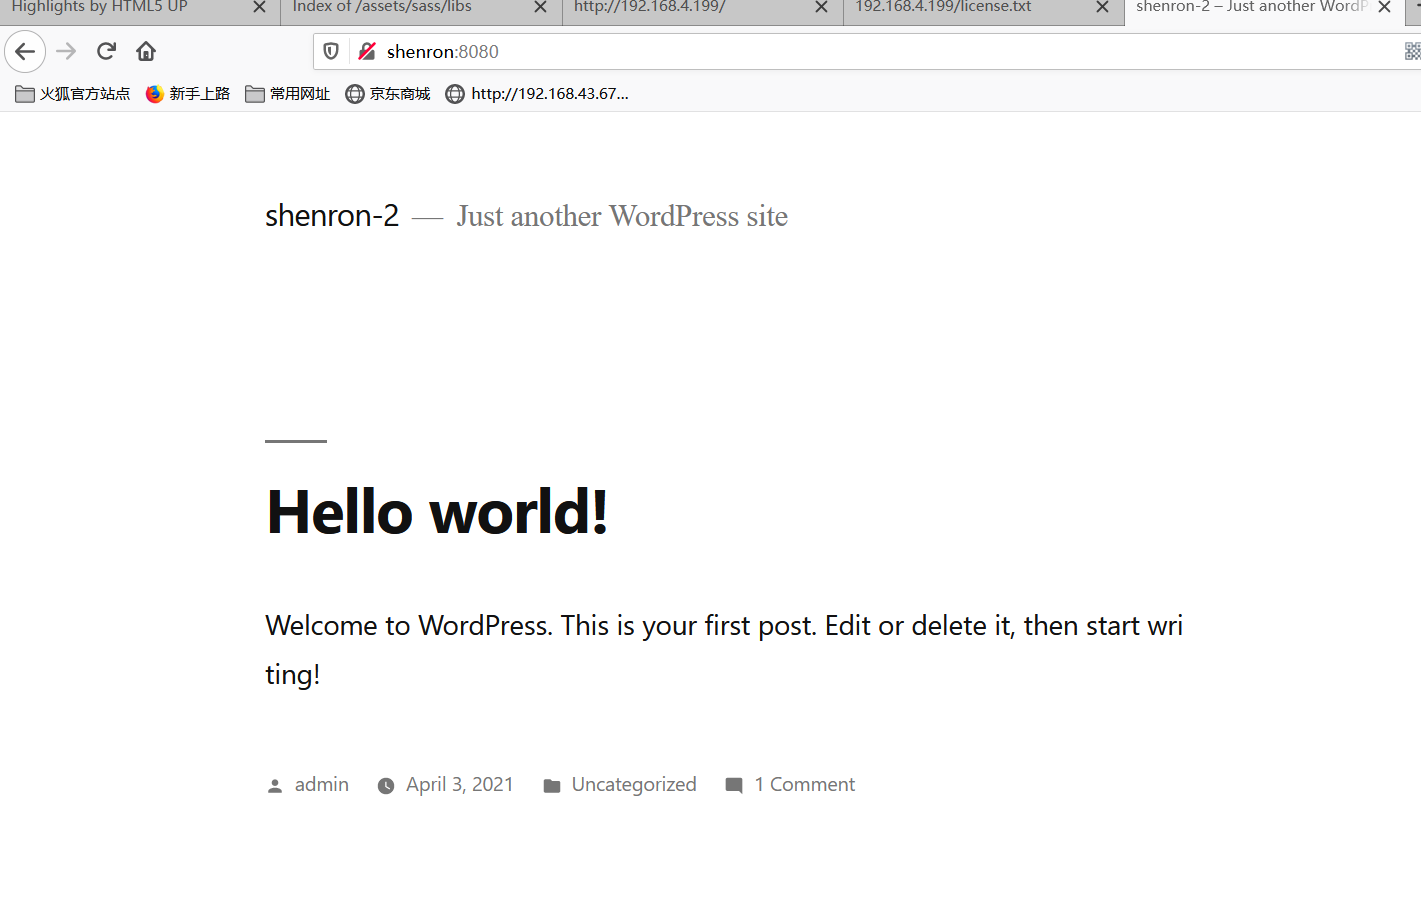 Highlights by HTML5 UP
Index of /assets/sass/libs
http://192.168.4.199/
192.168.4.199/license.txt
shenron-2 – Just another WordP
shenron:8080
火狐官方站点
新手上路
常用网址
京东商城
http://192.168.43.67...
shenron-2 — Just another WordPress site
Hello world!
Welcome to WordPress. This is your first post. Edit or delete it, then start wri
ting!
admin
April 3, 2021
Uncategorized
1 Comment